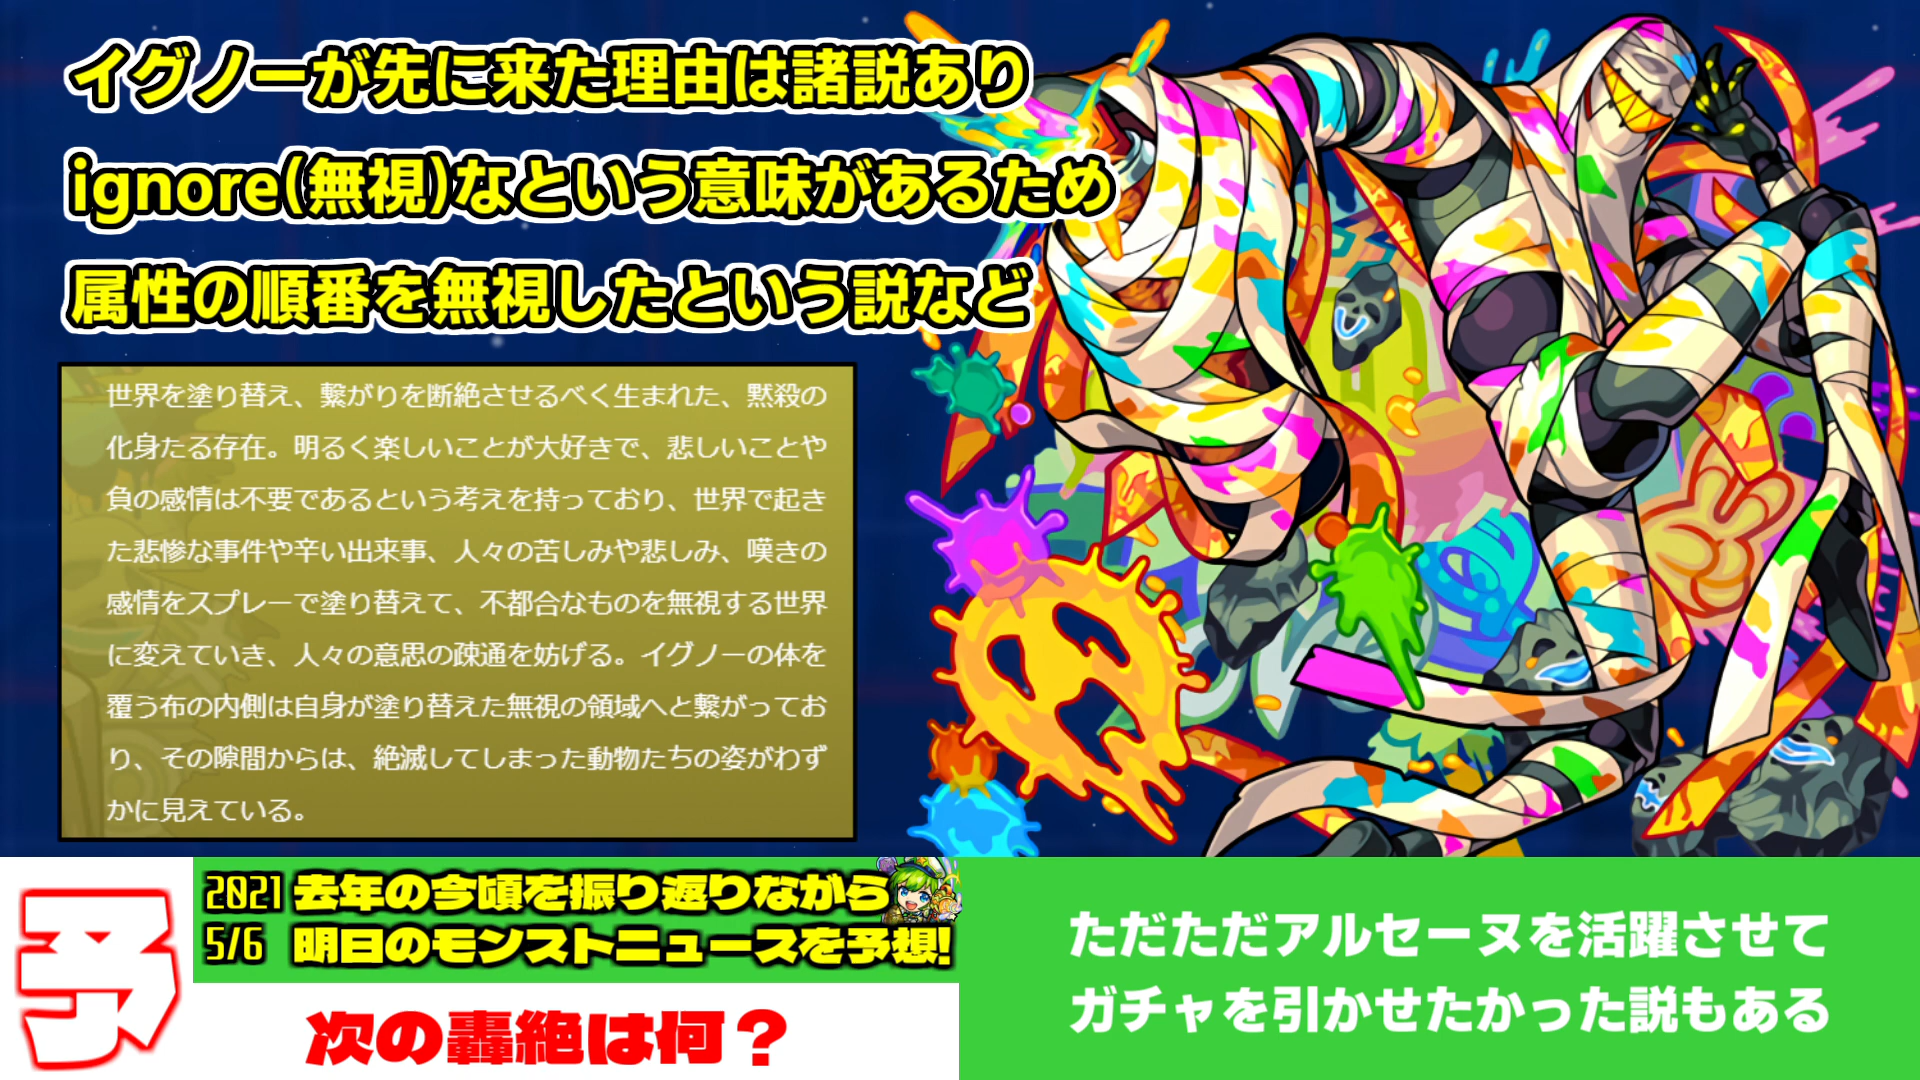 イグノーが先に来た理由は諸説あり
ignore(無視)なという意味があるため
属性の順番を無視したという説など
世界を塗り替え、繋がりを断絶させるべく生まれた、黙殺の
化身たる存在。明るく楽しいことが大好きで、悲しいことや
負の感情は不要であるという考えを持っており、世界で起き
た悲惨な事件や辛い出来事、人々の苦しみや悲しみ、嘆きの
感情をスプレーで塗り替えて、不都合なものを無視する世界
に変えていき、人々の意思の疎通を妨げる。イグノーの体を
覆う布の内側は自身が塗り替えた無視の領域へと繋がってお
り、その隙間からは、絶滅してしまった動物たちの姿がわず
かに見えている。
予
2021 去年の今頃を振り返りながら
5/6 明日のモンストニュースを予想!
次の轟絶は何？
ただただアルセーヌを活躍させて
ガチャを引かせたかった説もある